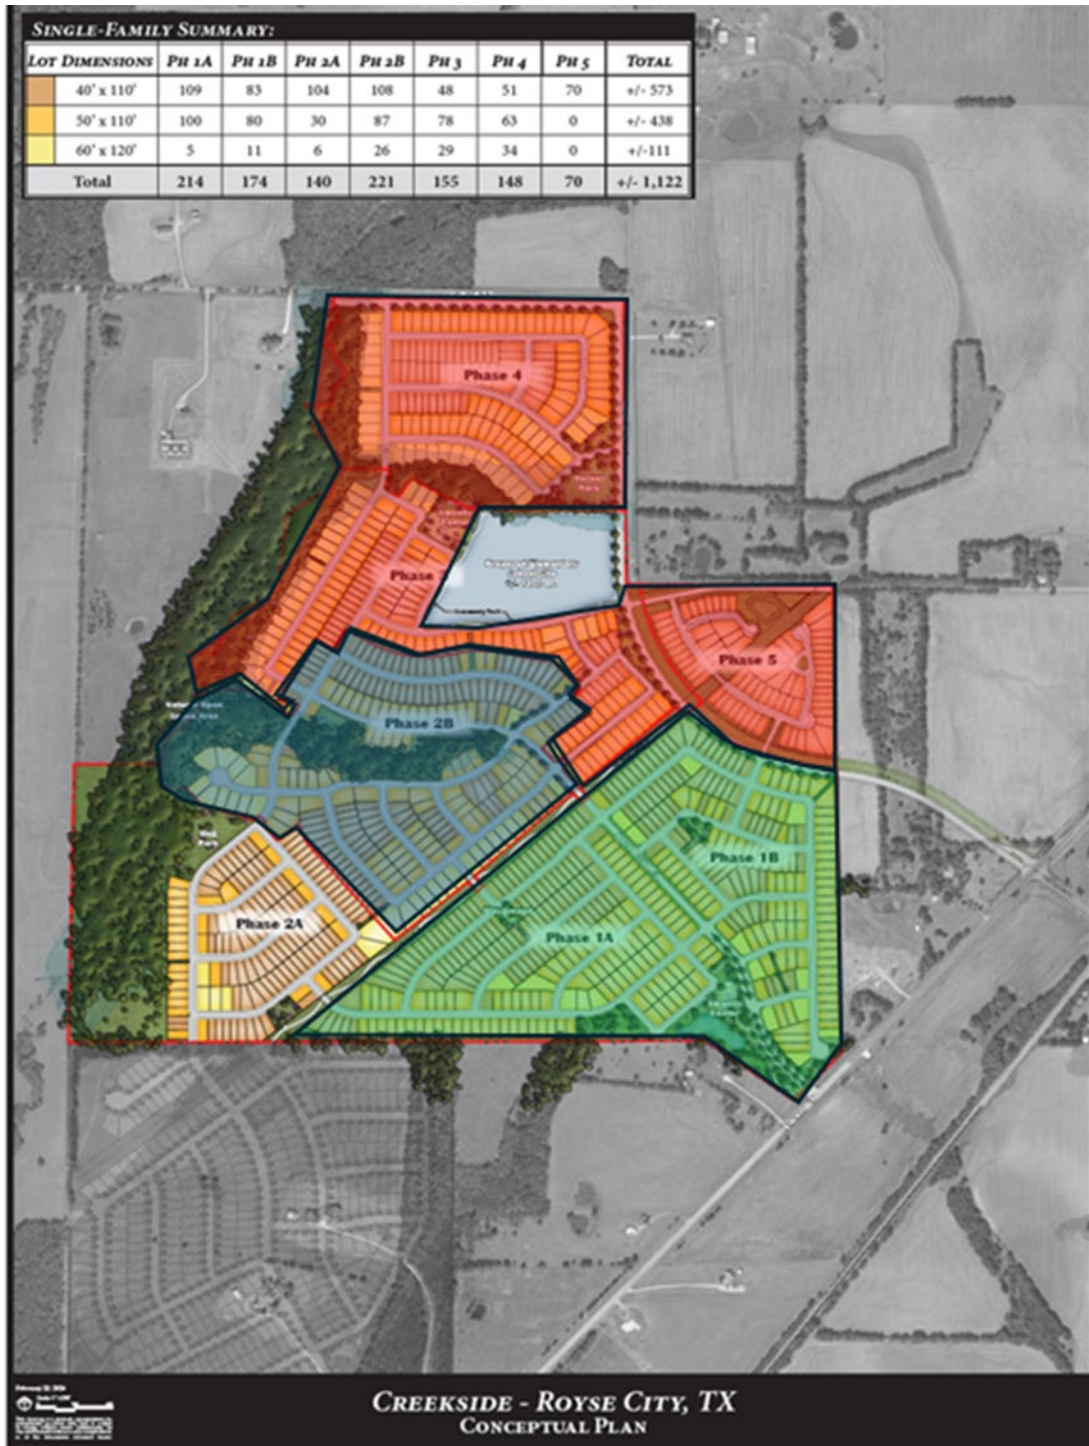 SINGLE-FAMILY SUMMARY:
LOT DIMENSIONS PH 1A PH 1B PH 2A PH 2B PH 3 PH 4 PH 5 TOTAL
40' x 110' 109 83 104 108 48 51 70 +/- 573
50' x 110' 100 80 30 87 78 63 0 +/- 438
60' x 120' 5 11 6 26 29 34 0 +/-111
Total 214 174 140 221 155 148 70 +/- 1,122
Phase 4
Pocket
Park
Phase
Phase 5
Phase 2B
Phase 1B
Park
Phase 2A
Phase 1A
CREEKSIDE - ROYSE CITY, TX
CONCEPTUAL PLAN